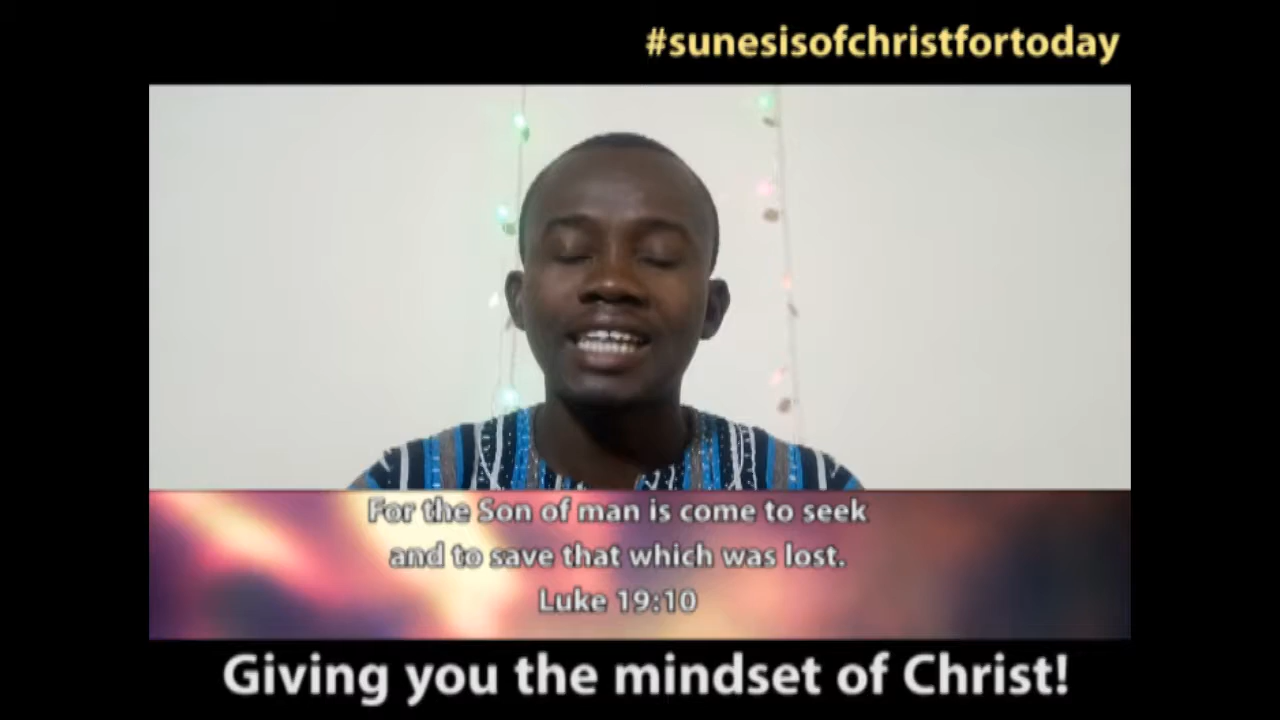 #sunesisofchristfortoday
For the Son of man is come to seek
and to save that which was lost.
Luke 19:10
Giving you the mindset of Christ!